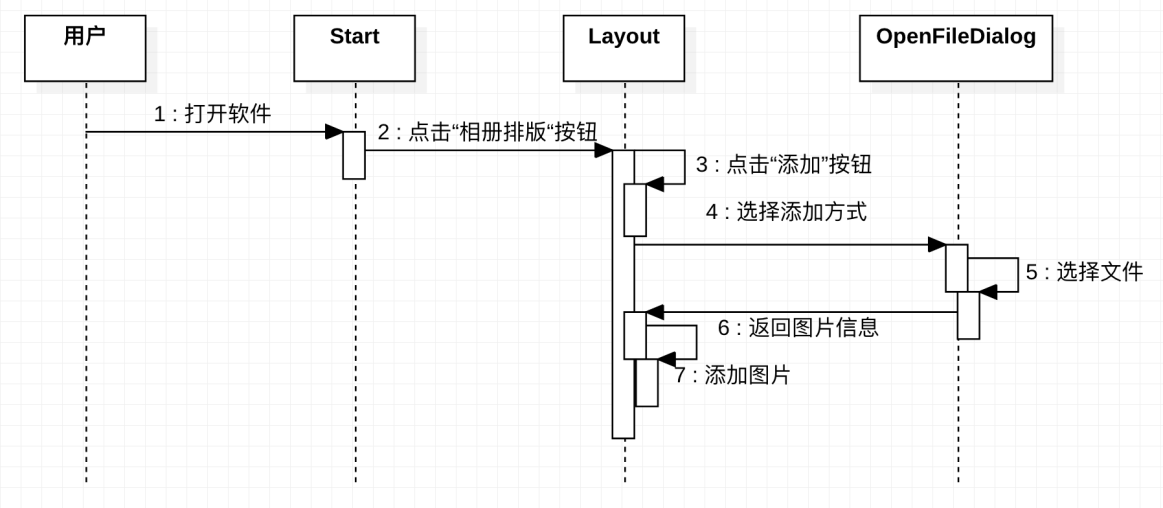 用户
Start
Layout
OpenFileDialog
1 : 打开软件
2 : 点击“相册排版“按钮
3 : 点击“添加”按钮
4 : 选择添加方式
5 : 选择文件
6 : 返回图片信息
7 : 添加图片